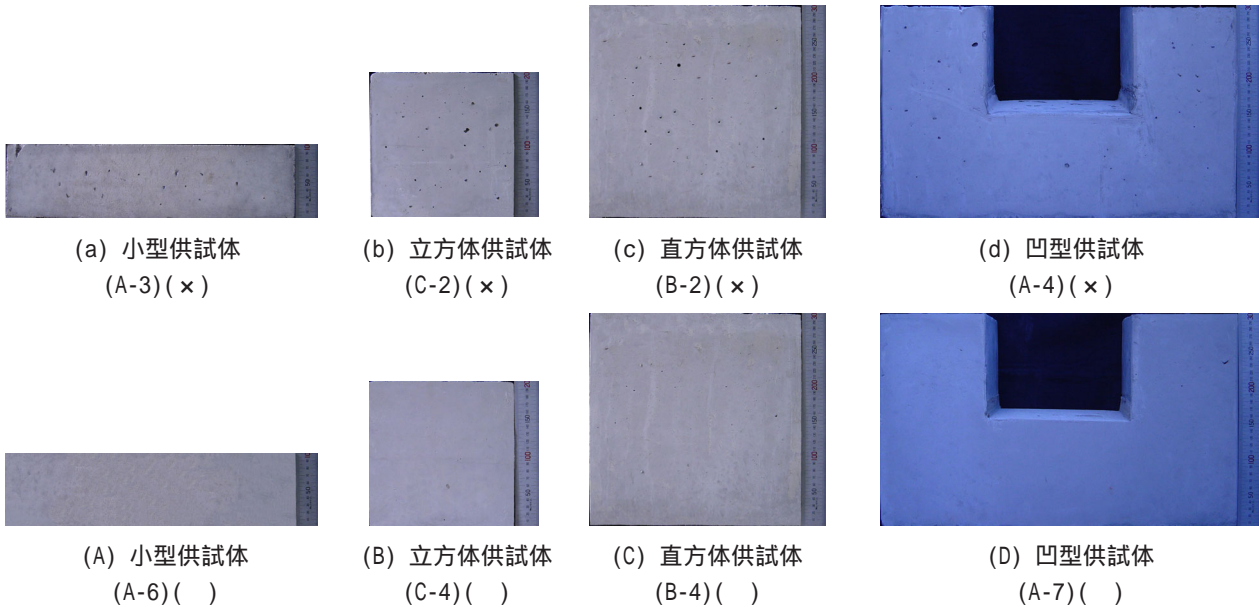 (a) 小型供試体
(A-3)(×)
(b) 立方体供試体
(C-2)(×)
(c) 直方体供試体
(B-2)(×)
(d) 凹型供試体
(A-4)(×)
(A) 小型供試体
(A-6)( )
(B) 立方体供試体
(C-4)( )
(C) 直方体供試体
(B-4)( )
(D) 凹型供試体
(A-7)( )